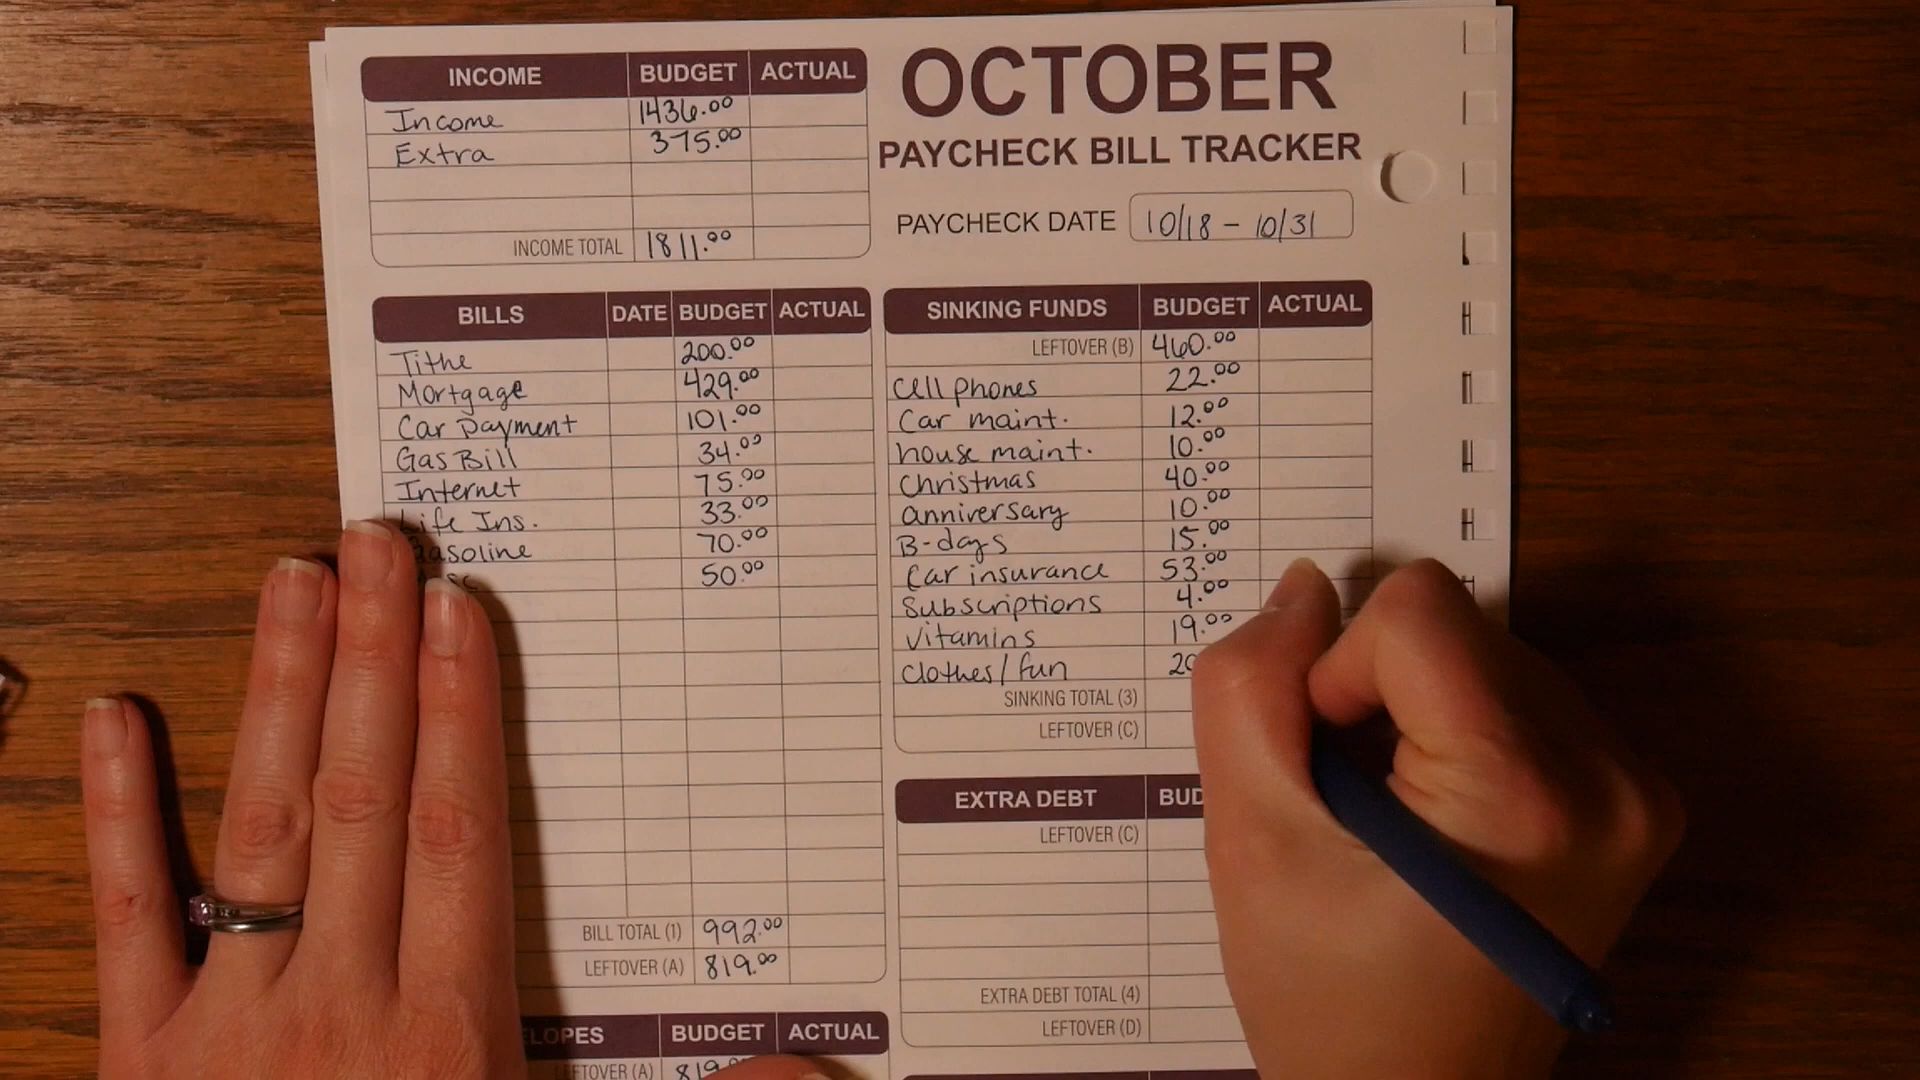 OCTOBER
PAYCHECK BILL TRACKER
PAYCHECK DATE 10/18 - 10/31
INCOME BUDGET ACTUAL
Income 1436.00
Extra 375.00
INCOME TOTAL 1811.00
BILLS DATE BUDGET ACTUAL
Tithe 200.00
Mortgage 429.00
Car payment 101.00
Gas Bill 34.00
Internet 75.00
Life Ins. 33.00
Gasoline 70.00
50.00
BILL TOTAL (1) 992.00
LEFTOVER (A) 819.00
BUDGET ACTUAL
LEFTOVER (A) 819.
SINKING FUNDS BUDGET ACTUAL
LEFTOVER (B) 460.00
Cell phones 22.00
Car maint. 12.00
house maint. 10.00
Christmas 40.00
anniversary 10.00
B-days 15.00
Car insurance 53.00
Subscriptions 4.00
Vitamins 19.00
Clothes/fun 20
SINKING TOTAL (3)
LEFTOVER (C)
EXTRA DEBT BUD
LEFTOVER (C)
EXTRA DEBT TOTAL (4)
LEFTOVER (D)